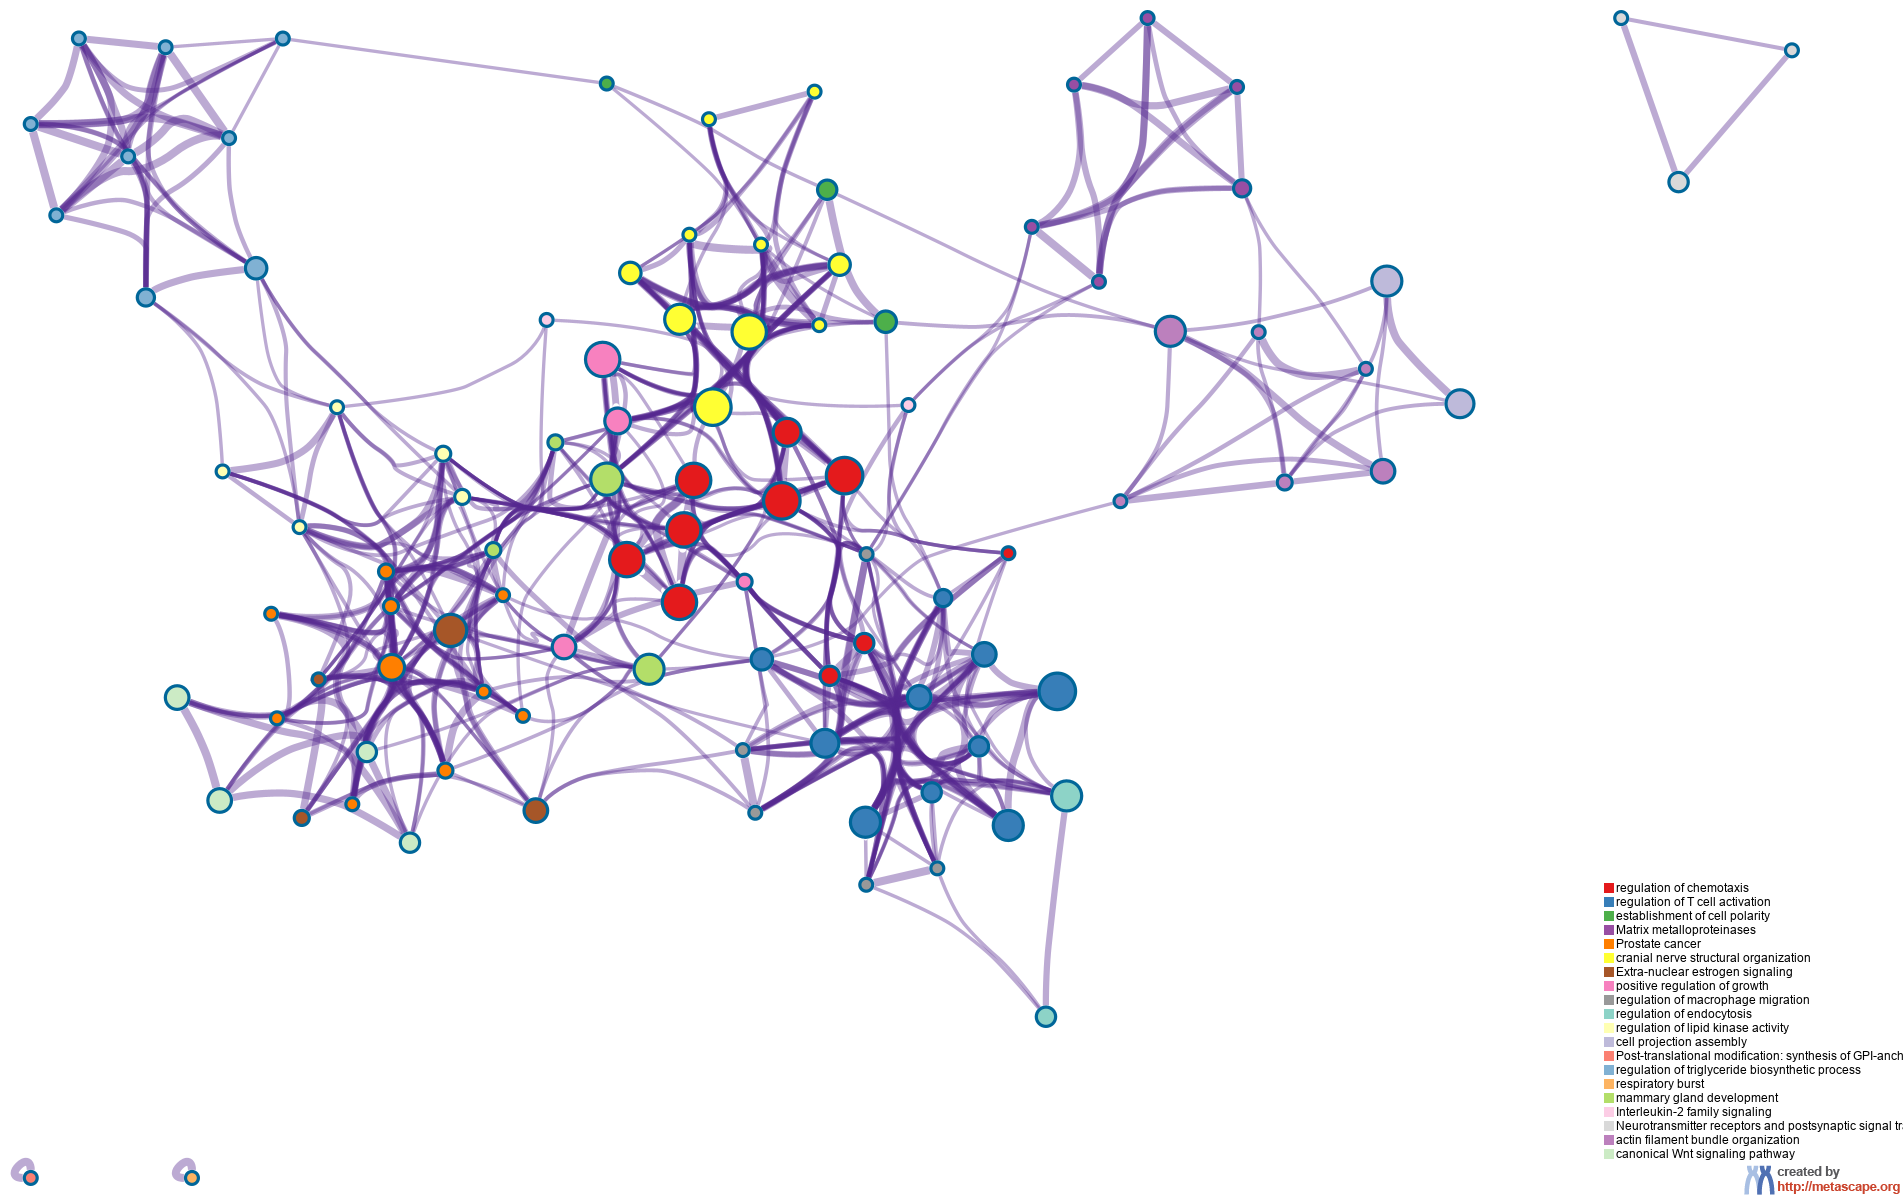 regulation of chemotaxis
regulation of T cell activation
establishment of cell polarity
Matrix metalloproteinases
Prostate cancer
cranial nerve structural organization
Extra-nuclear estrogen signaling
positive regulation of growth
regulation of macrophage migration
regulation of endocytosis
regulation of lipid kinase activity
cell projection assembly
Post-translational modification: synthesis of GPI-anch
regulation of triglyceride biosynthetic process
respiratory burst
mammary gland development
Interleukin-2 family signaling
Neurotransmitter receptors and postsynaptic signal tr
actin filament bundle organization
canonical Wnt signaling pathway
created by
http://metascape.org